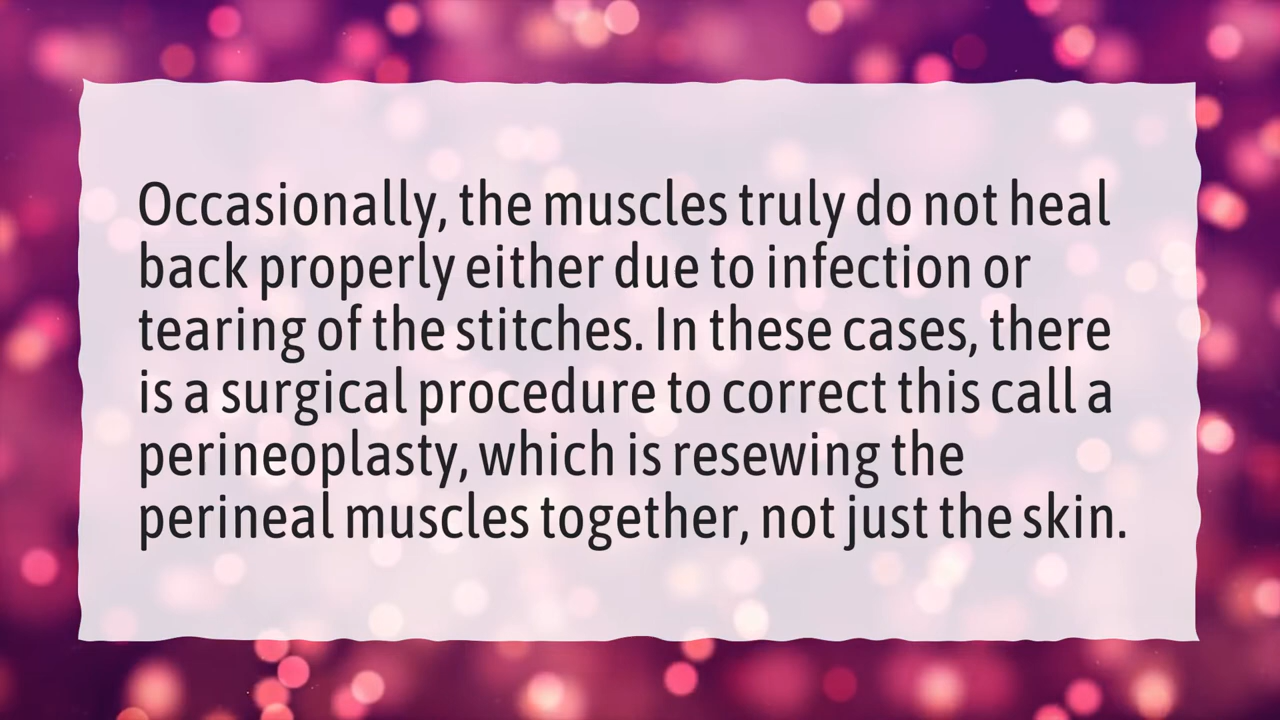 Occasionally, the muscles truly do not heal
back properly either due to infection or
tearing of the stitches. In these cases, there
is a surgical procedure to correct this call a
perineoplasty, which is resewing the
perineal muscles together, not just the skin.